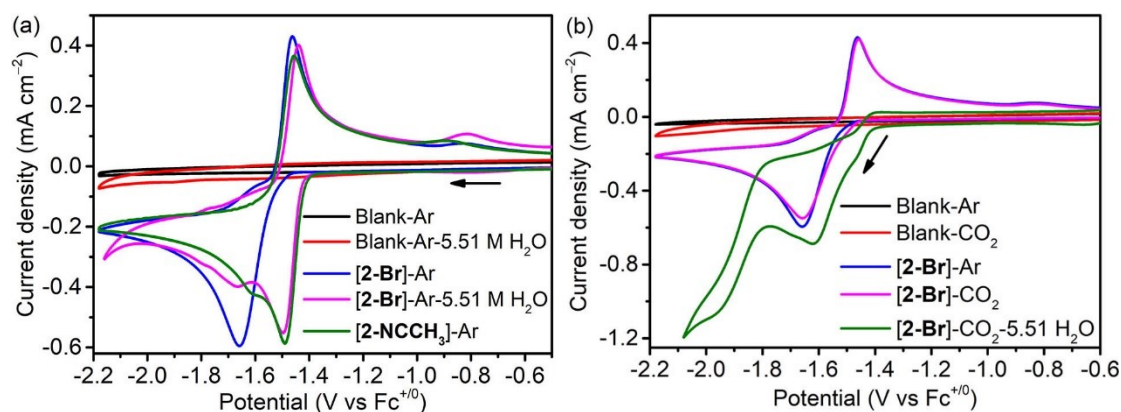 (a)
Current density (mA cm⁻²)
0.4
0.2
0.0
-0.2
-0.4
-0.6
Blank-Ar
Blank-Ar-5.51 M H₂O
[2-Br]-Ar
[2-Br]-Ar-5.51 M H₂O
[2-NCCH₃]-Ar
-2.2 -2.0 -1.8 -1.6 -1.4 -1.2 -1.0 -0.8 -0.6
Potential (V vs Fc⁺/⁰)
(b)
Current density (mA cm⁻²)
0.4
0.0
-0.4
-0.8
-1.2
Blank-Ar
Blank-CO₂
[2-Br]-Ar
[2-Br]-CO₂
[2-Br]-CO₂-5.51 H₂O
-2.2 -2.0 -1.8 -1.6 -1.4 -1.2 -1.0 -0.8 -0.6
Potential (V vs Fc⁺/⁰)